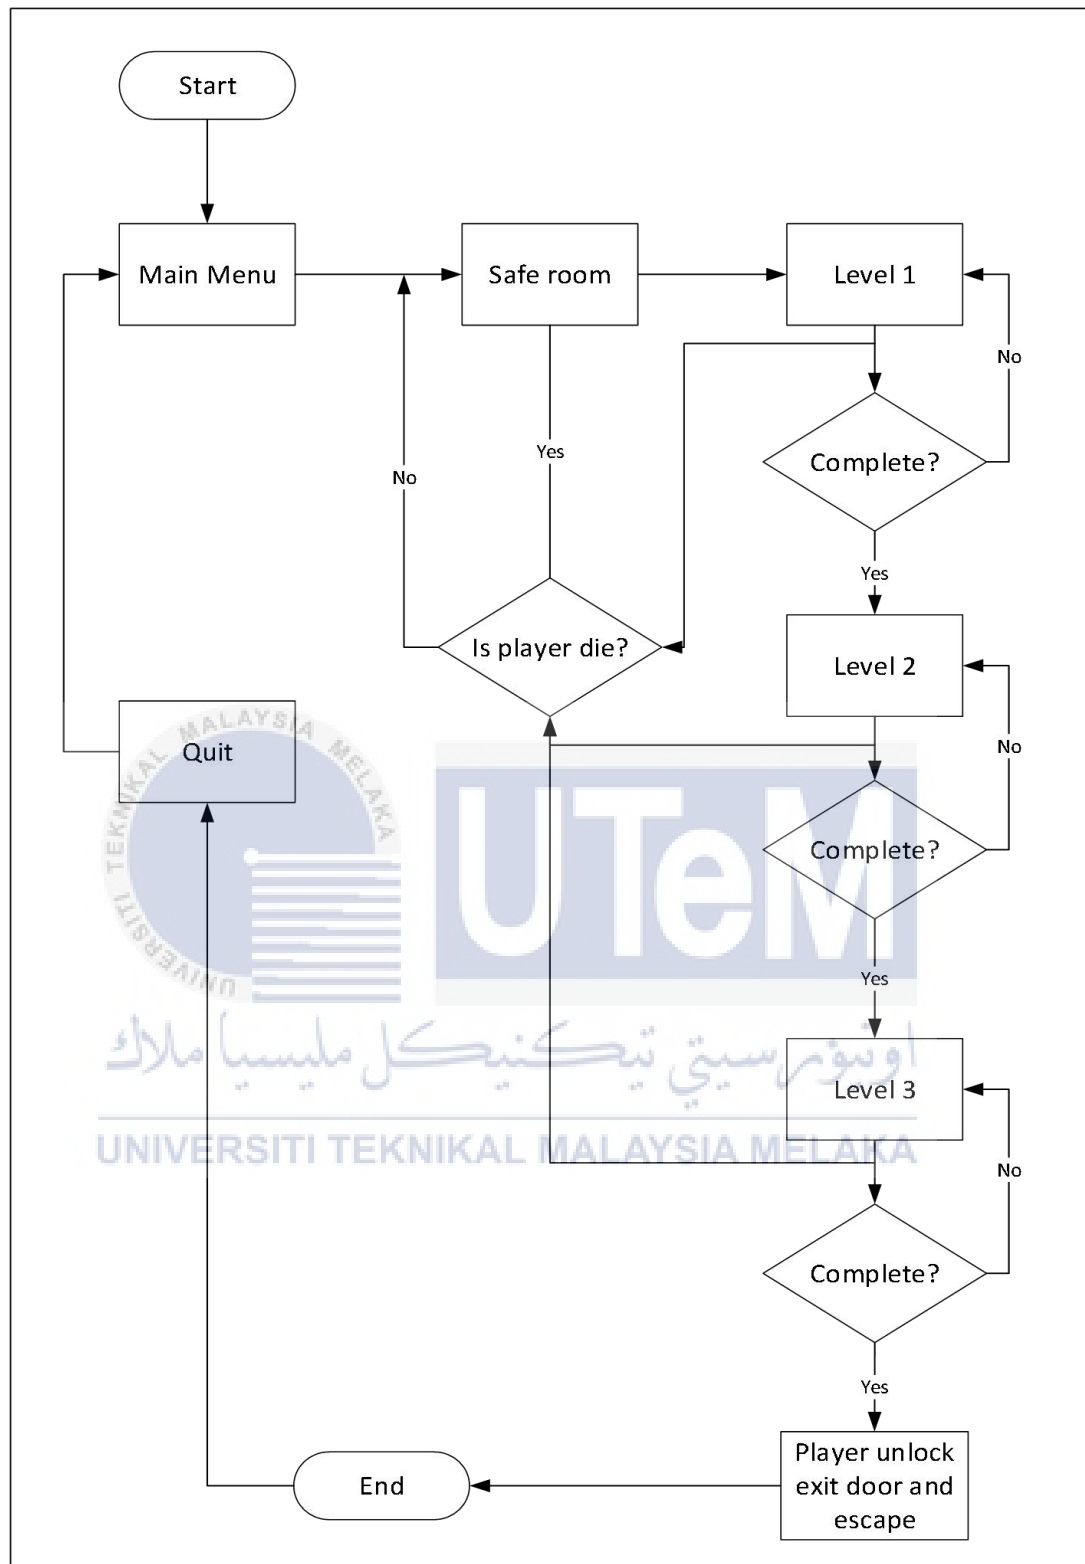 Start
Main Menu
Safe room
Level 1
No
Complete?
Yes
No
Yes
Is player die?
Level 2
No
Quit
Complete?
Yes
UNIVERSITI TEKNIKAL MALAYSIA MELAKA
UTeM
اونيۏرسيتي تيكنيكل مليسيا ملاك
Level 3
UNIVERSITI TEKNIKAL MALAYSIA MELAKA
No
Complete?
Yes
Player unlock
exit door and
escape
End